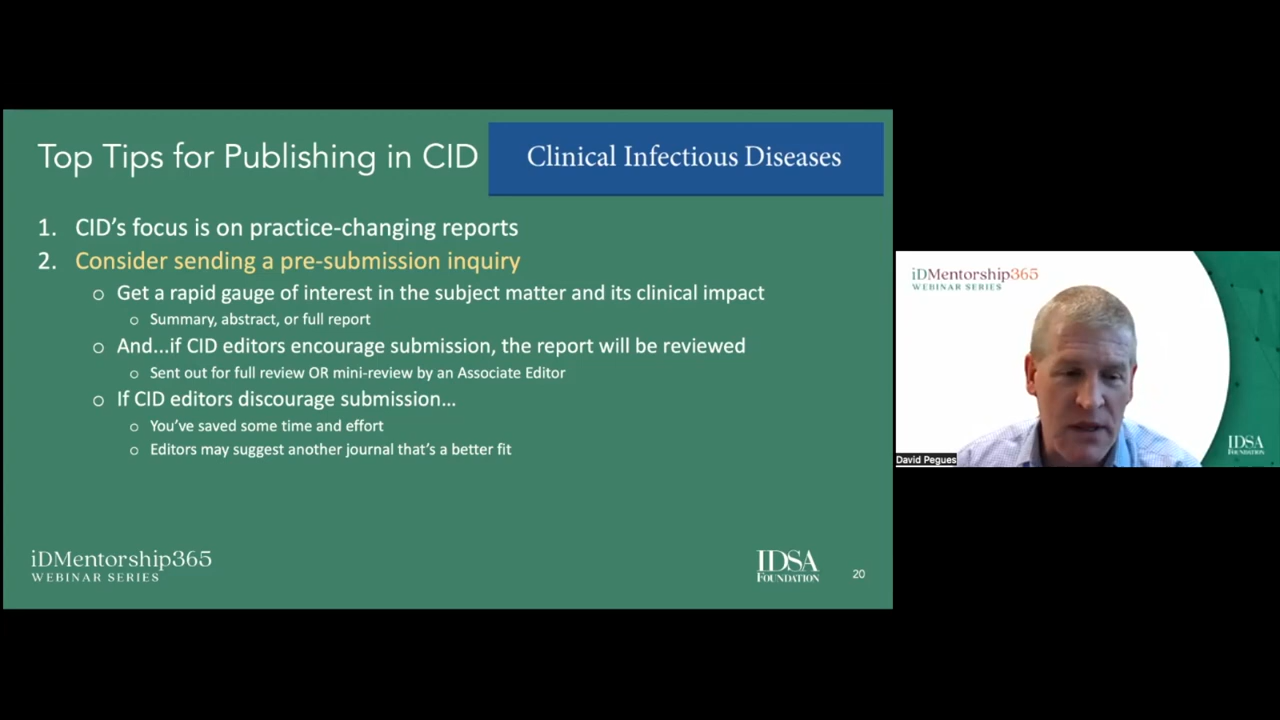 Top Tips for Publishing in CID
Clinical Infectious Diseases
1. CID's focus is on practice-changing reports
2. Consider sending a pre-submission inquiry
o Get a rapid gauge of interest in the subject matter and its clinical impact
o Summary, abstract, or full report
o And...if CID editors encourage submission, the report will be reviewed
o Sent out for full review OR mini-review by an Associate Editor
o If CID editors discourage submission...
o You've saved some time and effort
o Editors may suggest another journal that's a better fit
iDMentorship365
WEBINAR SERIES
IDSA
FOUNDATION
20
iDMentorship365
WEBINAR SERIES
IDSA
FOUNDATION
David Pegues